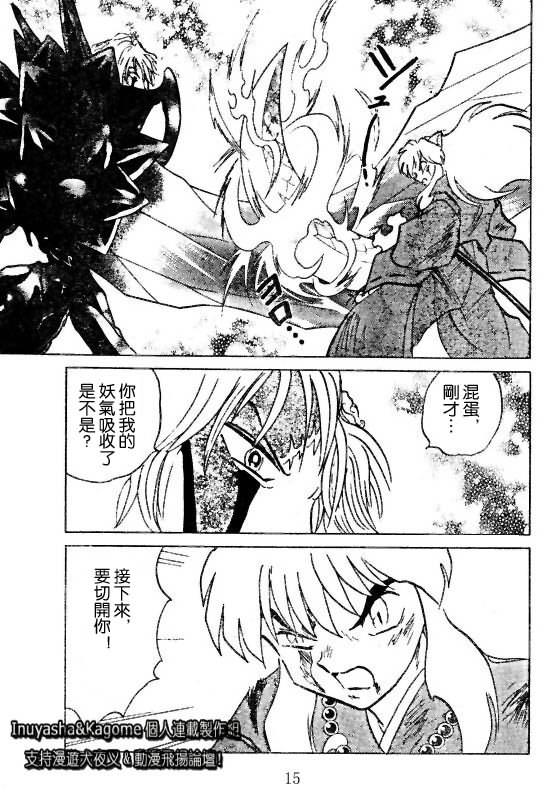 混蛋,
剛才…
你把我的
妖氣吸收了
是不是?
接下來,
要切開你!
Inuyasha&Kagome 個人連載製作組
支持漫遊犬夜叉 & 動漫飛揚論壇!
15